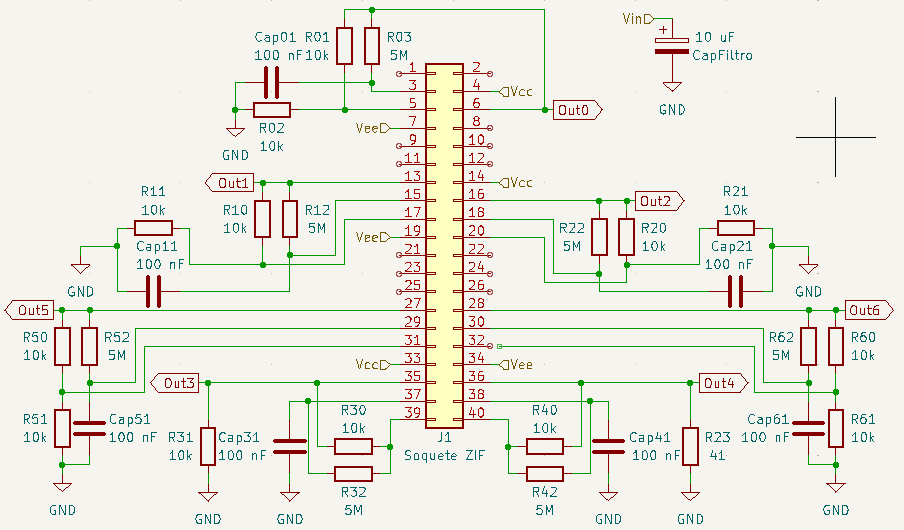 Vin
Cap01 R01 R03
100 nF 10k 5M
+ 10 uF
CapFiltro
GND
1 2
3 4 Vcc
5 6 Out0
R02
10k
GND
Vee 7 8
9 10
11 12
Out1 13 14 Vcc
15 16 Out2
17 18
Vee 19 20
21 22
23 24
25 26
R11
10k
R10
10k
R12
5M
Cap11
100 nF
GND
R22
5M
R20
10k
R21
10k
Cap21
100 nF
GND
Out5 27 28 Out6
29 30
31 32
Vcc 33 34 Vee
Out3 35 36 Out4
37 38
39 40
R50
10k
R52
5M
R51
10k
Cap51
100 nF
GND
R62
5M
R60
10k
Cap61
100 nF
R61
10k
GND
R31
10k
Cap31
100 nF
R30
10k
R32
5M
GND
GND
J1
Soquete ZIF
R40
10k
R42
5M
Cap41
100 nF
R23
41
GND
GND